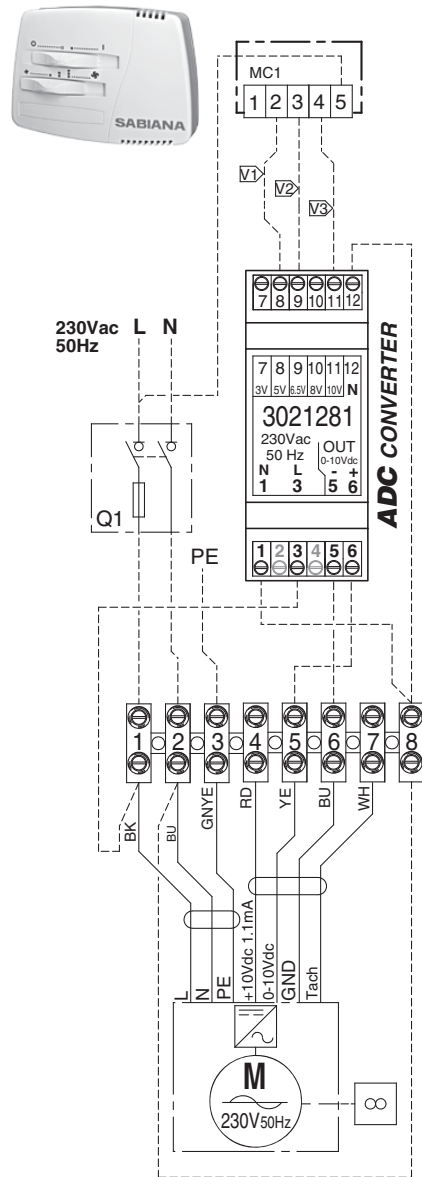 SABIANA
MC1
1 2 3 4 5
V1
V2
V3
7 8 9 10 11 12
230Vac L N
50Hz
7 8 9 10 11 12
3V 5V 6.5V 8V 10V N
3021281
230Vac
50 Hz
OUT
0-10Vdc
N L - +
1 3 5 6
ADC CONVERTER
Q1
PE
1 2 3 4 5 6
1 2 3 4 5 6 7 8
BK
BU
GNYE
RD
YE
BU
WH
L
N
PE
+10Vdc 1.1mA
0-10Vdc
GND
Tach
M
230V50Hz
8